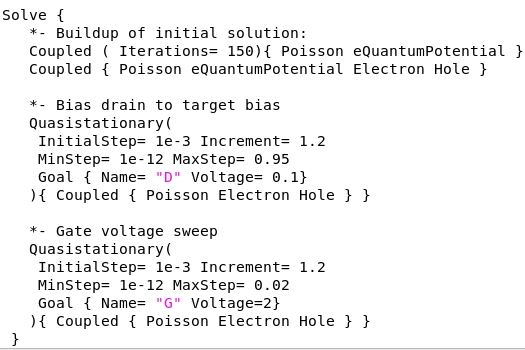 Solve {
*- Buildup of initial solution:
Coupled ( Iterations= 150){ Poisson eQuantumPotential }
Coupled { Poisson eQuantumPotential Electron Hole }
*- Bias drain to target bias
Quasistationary(
InitialStep= 1e-3 Increment= 1.2
MinStep= 1e-12 MaxStep= 0.95
Goal { Name= "D" Voltage= 0.1}
){ Coupled { Poisson Electron Hole } }
*- Gate voltage sweep
Quasistationary(
InitialStep= 1e-3 Increment= 1.2
MinStep= 1e-12 MaxStep= 0.02
Goal { Name= "G" Voltage=2}
){ Coupled { Poisson Electron Hole } }
}